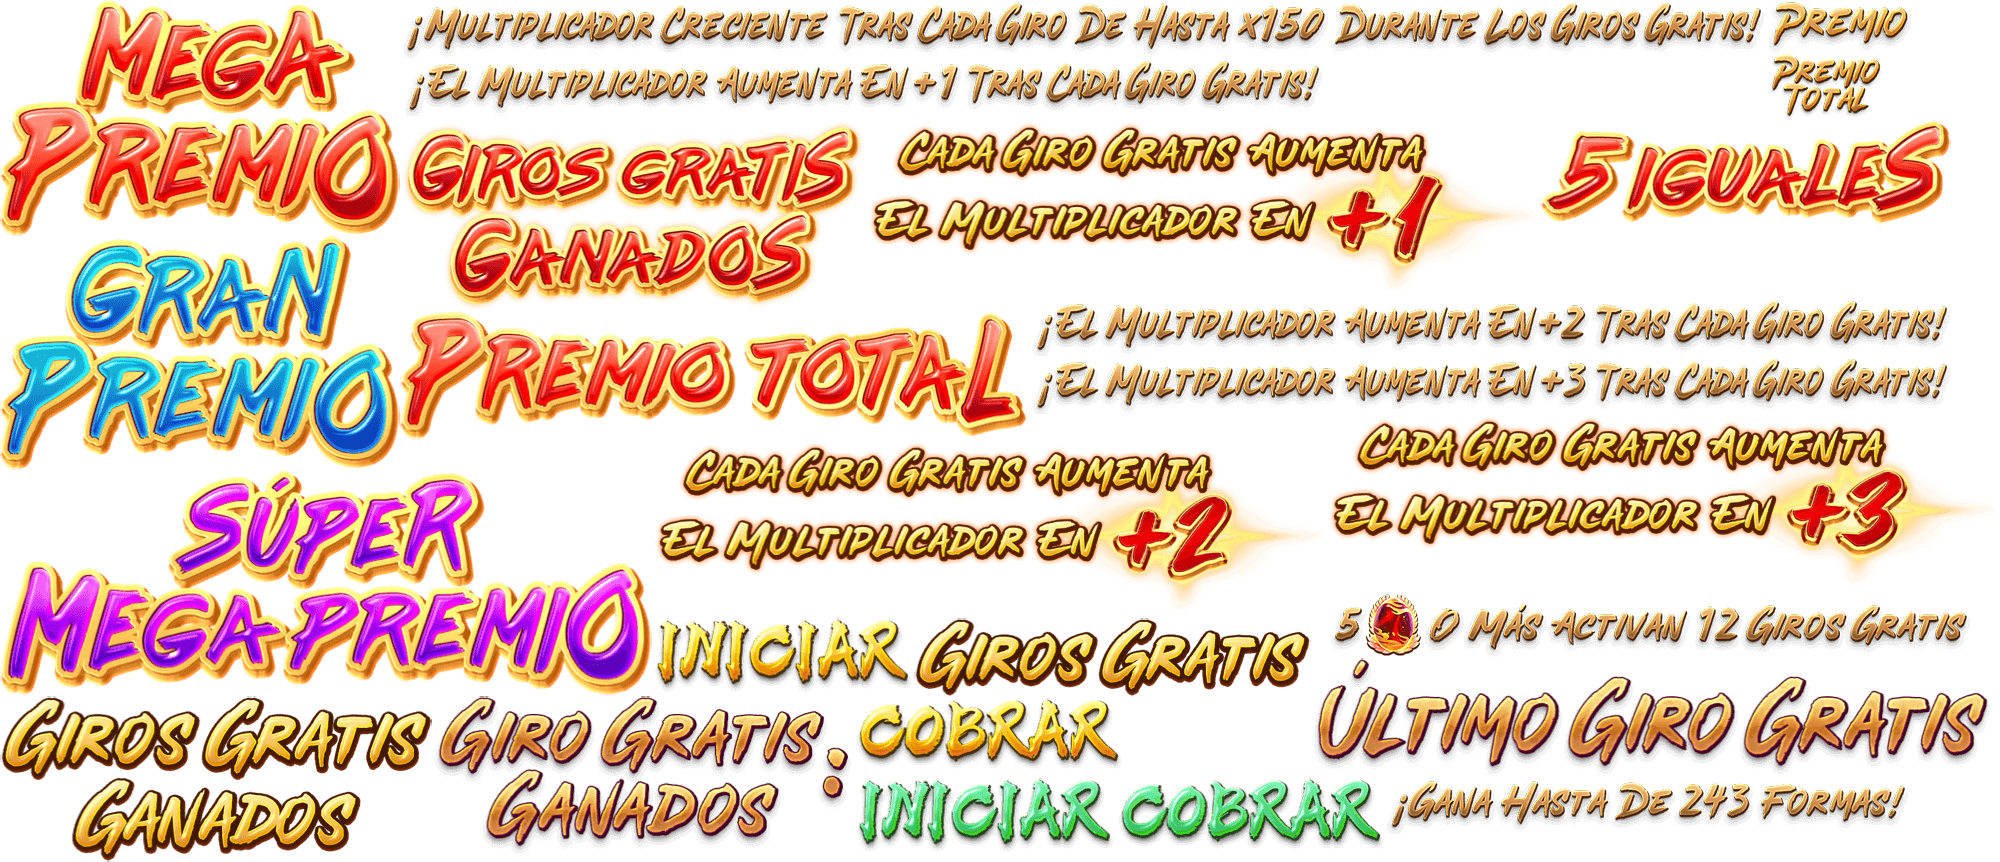 MEGA
PREMIO
¡MULTIPLICADOR CRECIENTE TRAS CADA GIRO DE HASTA X150 DURANTE LOS GIROS GRATIS!
PREMIO
¡EL MULTIPLICADOR AUMENTA EN +1 TRAS CADA GIRO GRATIS!
PREMIO
TOTAL
GIROS GRATIS
GANADOS
CADA GIRO GRATIS AUMENTA
EL MULTIPLICADOR EN +1
5 IGUALES
GRAN
PREMIO
PREMIO TOTAL
¡EL MULTIPLICADOR AUMENTA EN +2 TRAS CADA GIRO GRATIS!
¡EL MULTIPLICADOR AUMENTA EN +3 TRAS CADA GIRO GRATIS!
CADA GIRO GRATIS AUMENTA
EL MULTIPLICADOR EN +2
CADA GIRO GRATIS AUMENTA
EL MULTIPLICADOR EN +3
SÚPER
MEGA PREMIO
INICIAR
GIROS GRATIS
5 O MÁS ACTIVAN 12 GIROS GRATIS
GIROS GRATIS
GANADOS
GIRO GRATIS
GANADOS
:
COBRAR
INICIAR COBRAR
ÚLTIMO GIRO GRATIS
¡GANA HASTA DE 243 FORMAS!